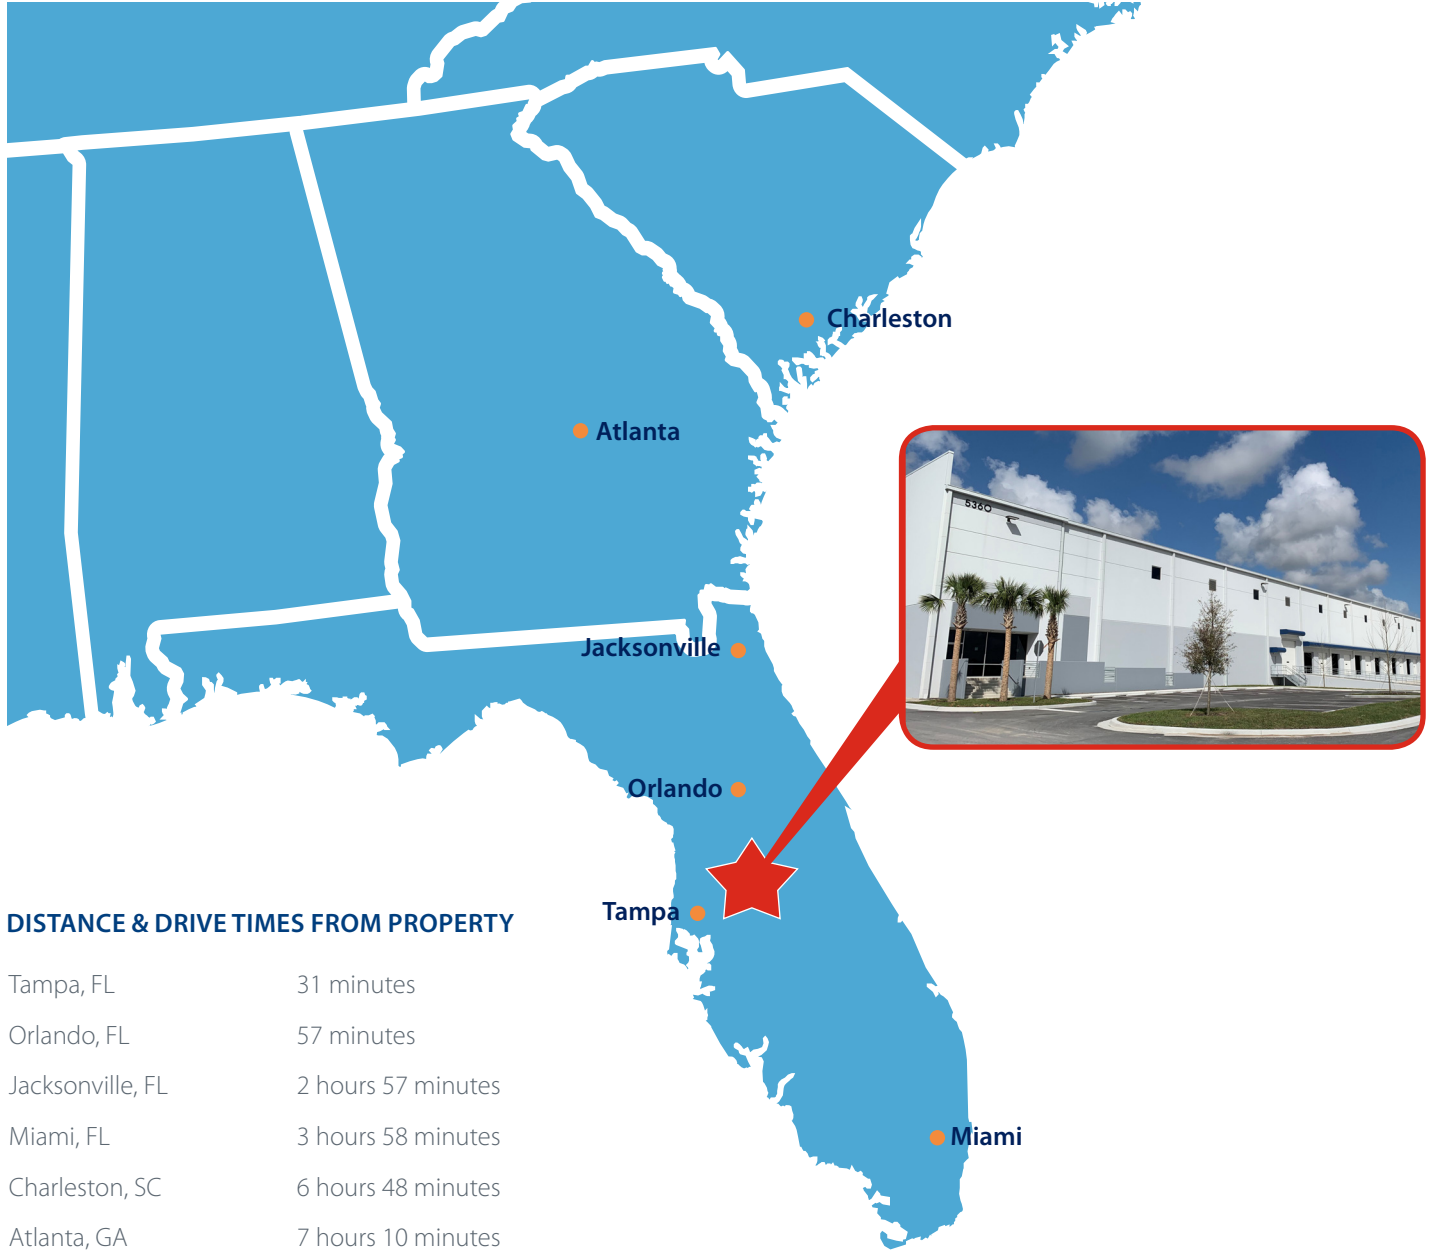 Charleston
Atlanta
5360
Jacksonville
Orlando
Tampa
Miami
DISTANCE & DRIVE TIMES FROM PROPERTY
Tampa, FL 31 minutes
Orlando, FL 57 minutes
Jacksonville, FL 2 hours 57 minutes
Miami, FL 3 hours 58 minutes
Charleston, SC 6 hours 48 minutes
Atlanta, GA 7 hours 10 minutes